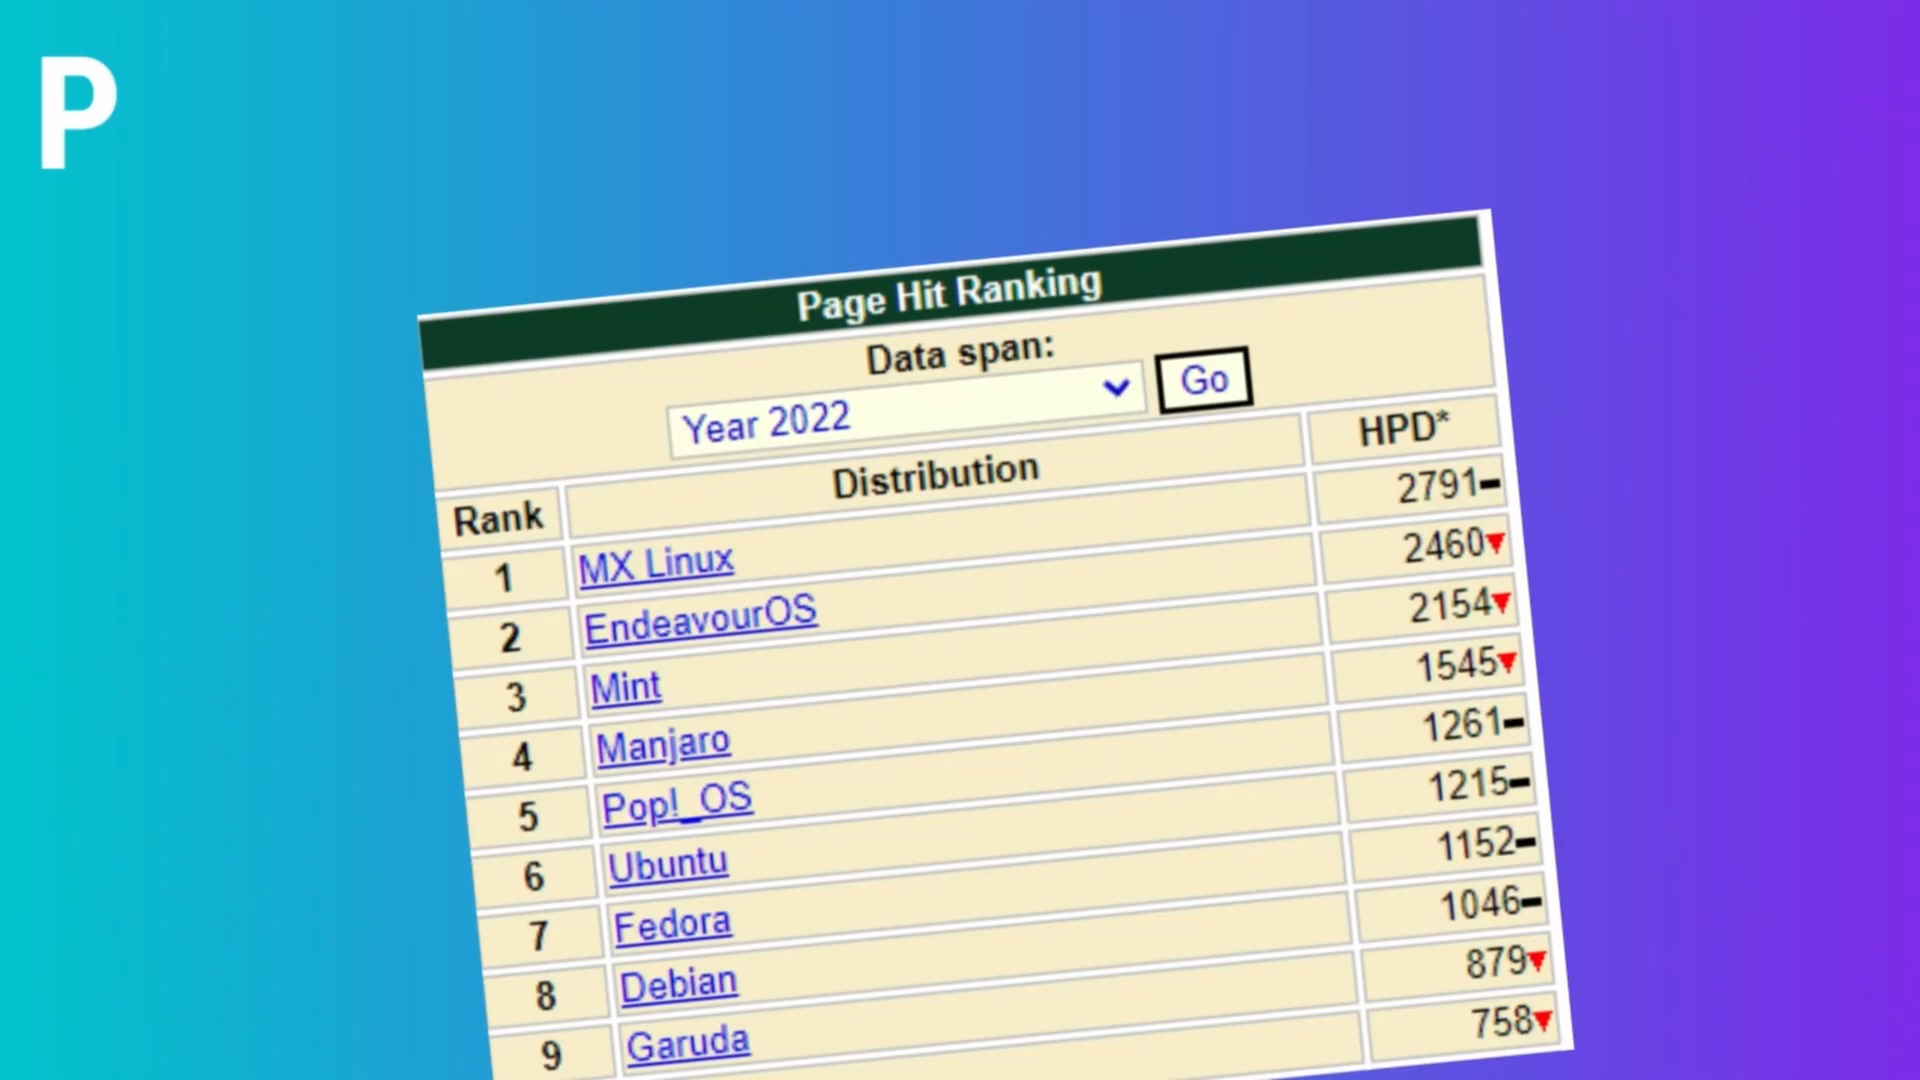 P
Page Hit Ranking
Data span:
Year 2022 Go
Rank Distribution HPD*
1 MX Linux 2791-
2 EndeavourOS 2460▼
3 Mint 2154▼
4 Manjaro 1545▼
5 Pop!_OS 1261-
6 Ubuntu 1215-
7 Fedora 1152-
8 Debian 1046-
9 Garuda 879▼
758▼